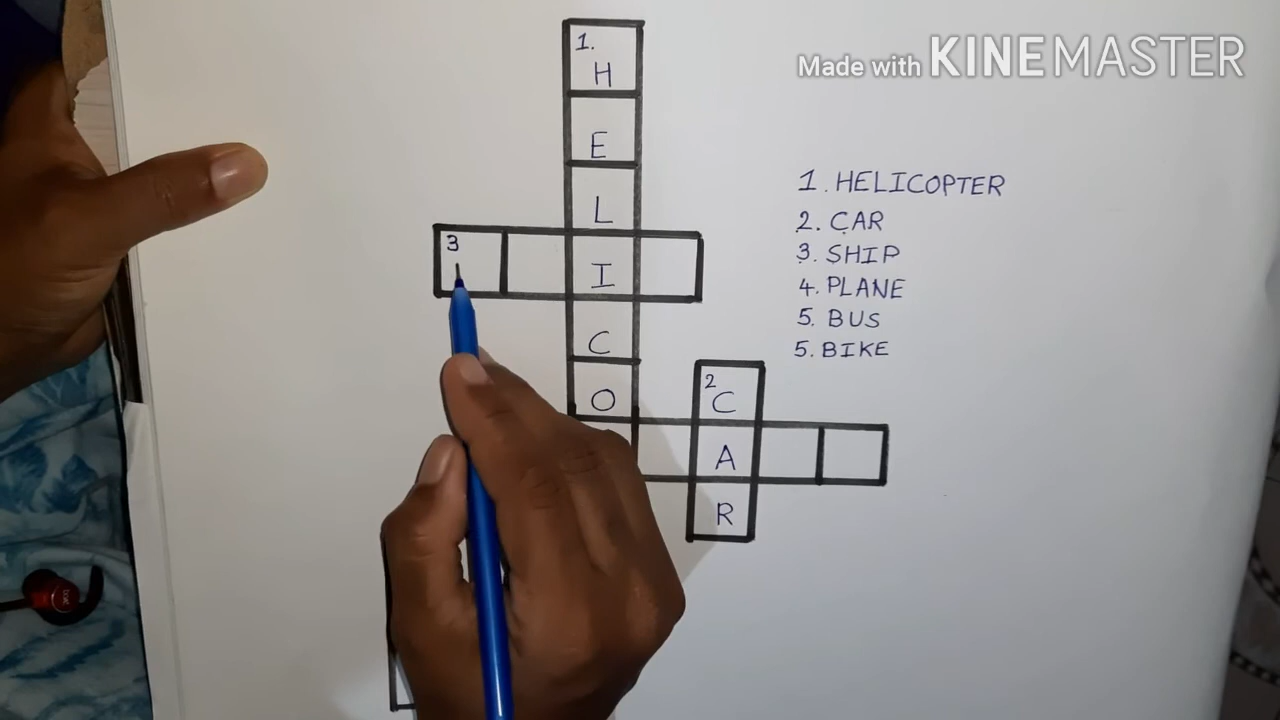 Made with KINEMASTER
1.
H
E
L
3
I
C
O
2
C
A
R
1. HELICOPTER
2. CAR
3. SHIP
4. PLANE
5. BUS
5. BIKE